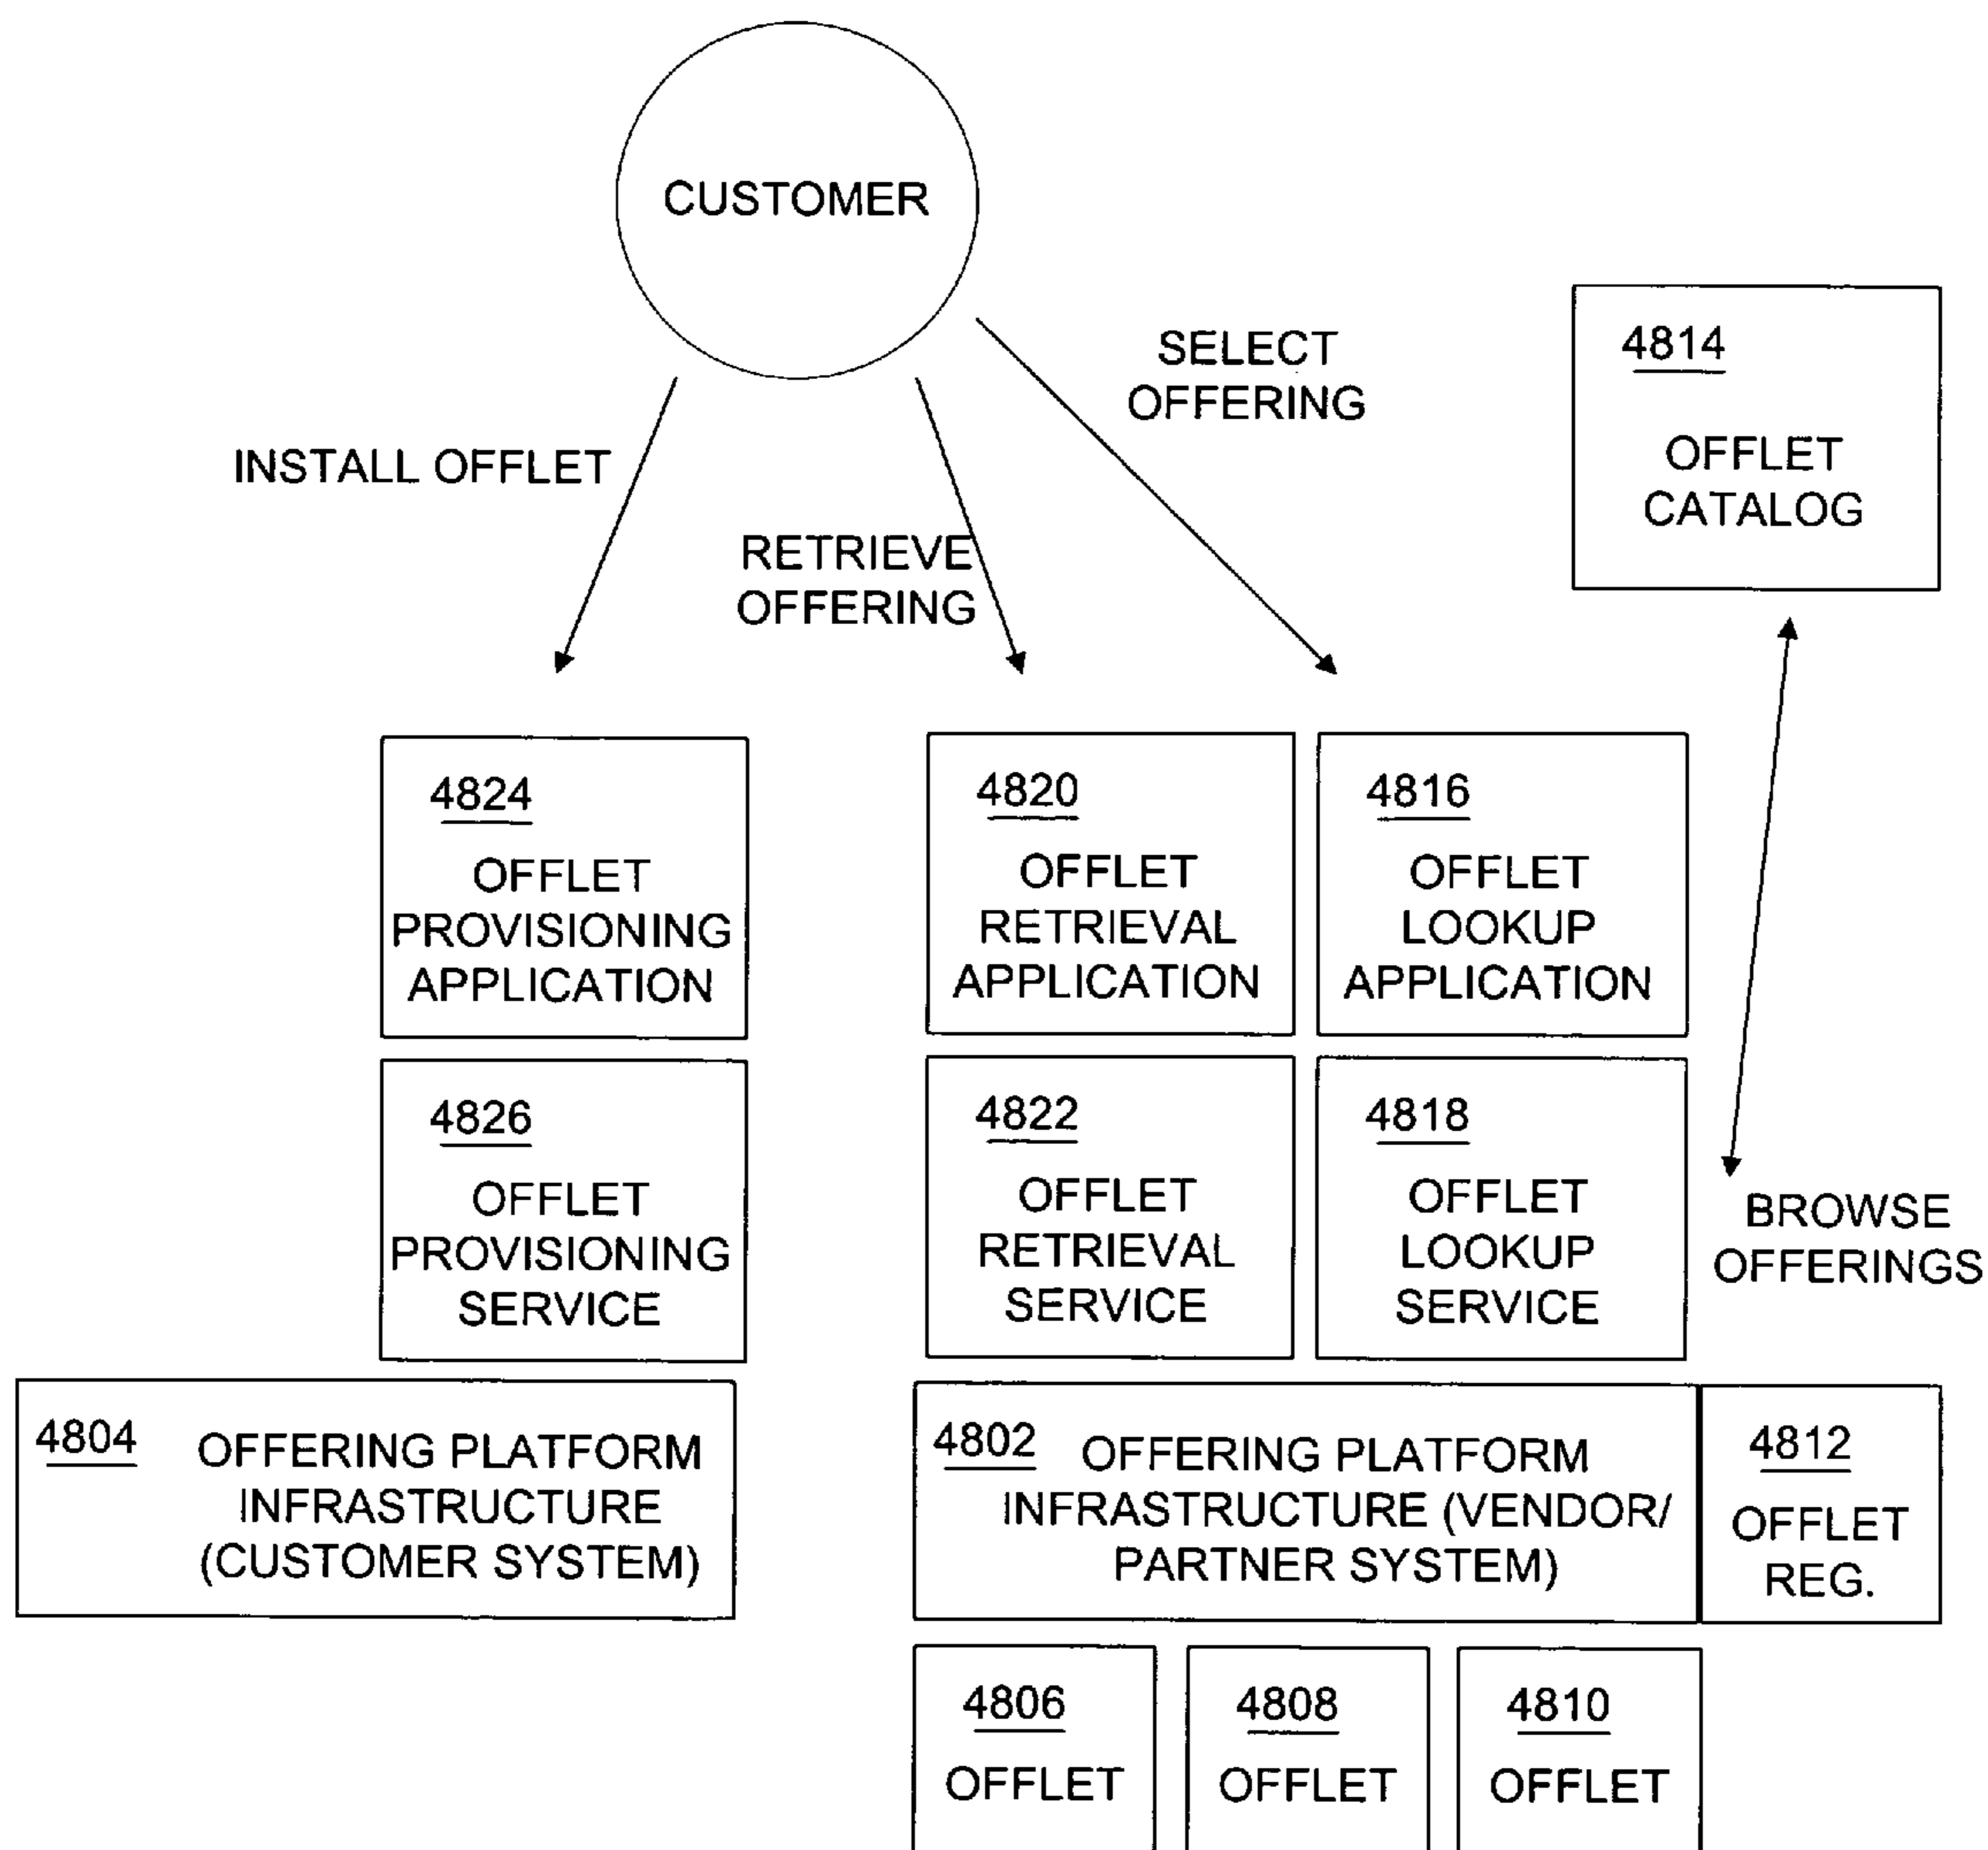 CUSTOMER
SELECT
OFFERING
4814
OFFLET
CATALOG
INSTALL OFFLET
RETRIEVE
OFFERING
4824
OFFLET
PROVISIONING
APPLICATION
4820
OFFLET
RETRIEVAL
APPLICATION
4816
OFFLET
LOOKUP
APPLICATION
4826
OFFLET
PROVISIONING
SERVICE
4822
OFFLET
RETRIEVAL
SERVICE
4818
OFFLET
LOOKUP
SERVICE
BROWSE
OFFERINGS
4804
OFFERING PLATFORM
INFRASTRUCTURE
(CUSTOMER SYSTEM)
4802
OFFERING PLATFORM
INFRASTRUCTURE (VENDOR/
PARTNER SYSTEM)
4812
OFFLET
REG.
4806
OFFLET
4808
OFFLET
4810
OFFLET